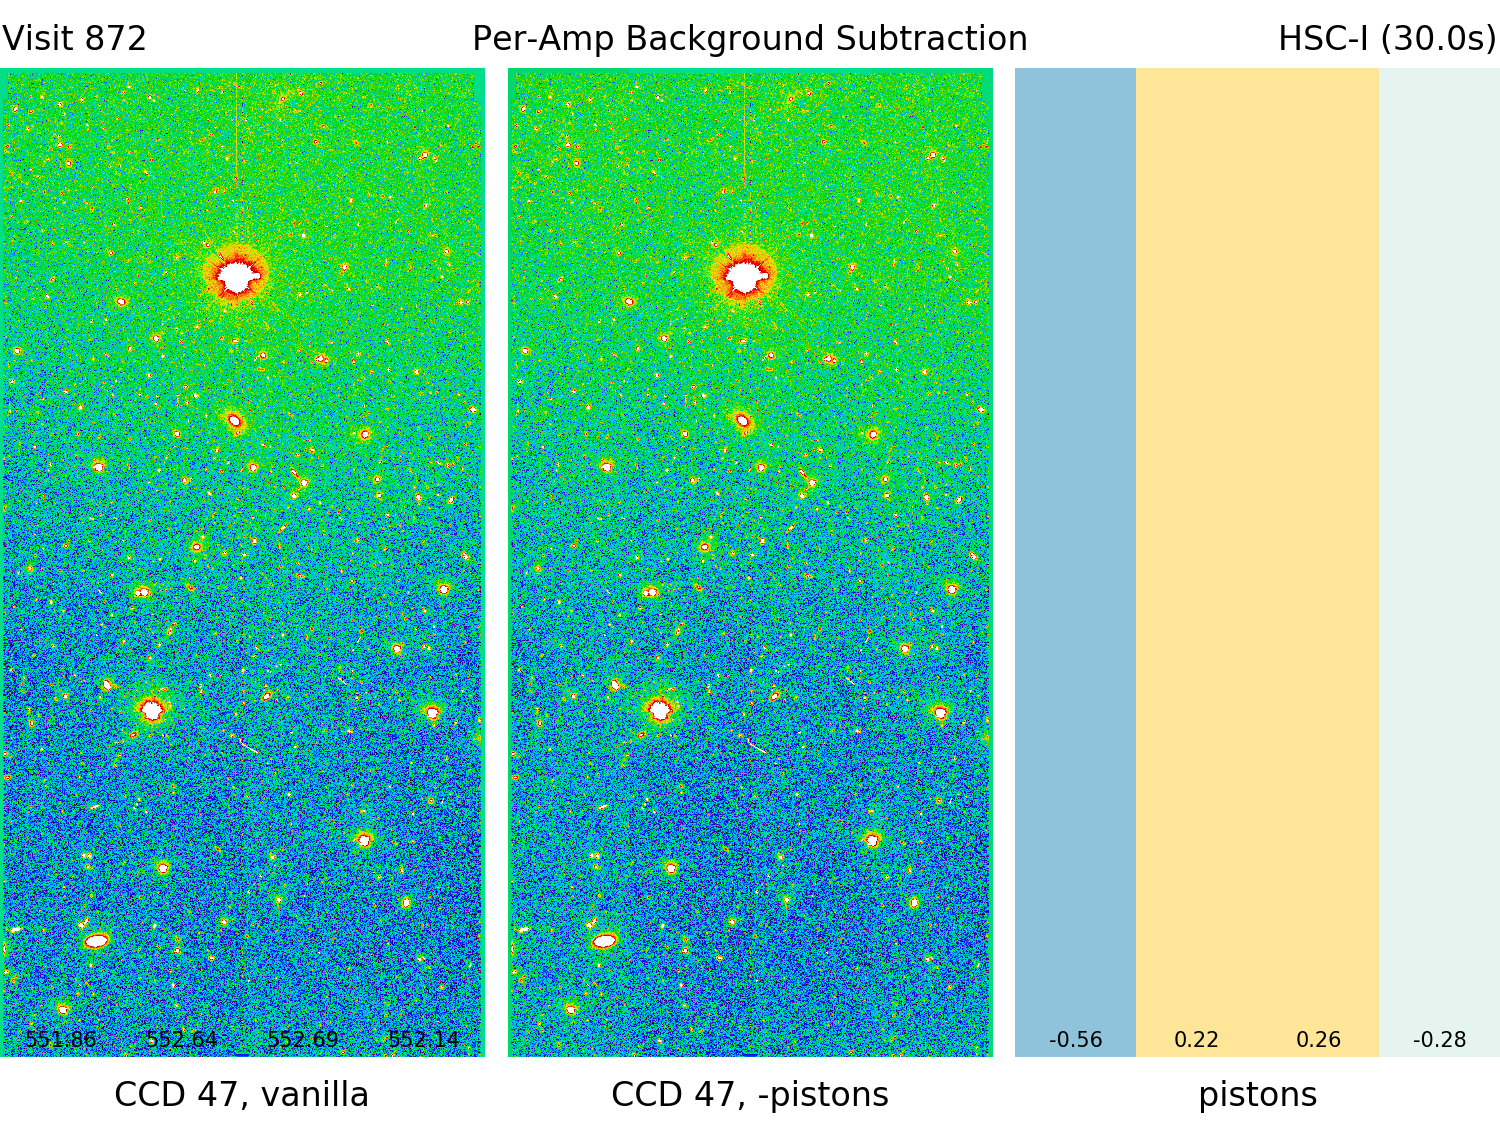 Visit 872 Per-Amp Background Subtraction HSC-I (30.0s)
551.86 552.64 552.69 552.14 -0.56 0.22 0.26 -0.28
CCD 47, vanilla CCD 47, -pistons pistons